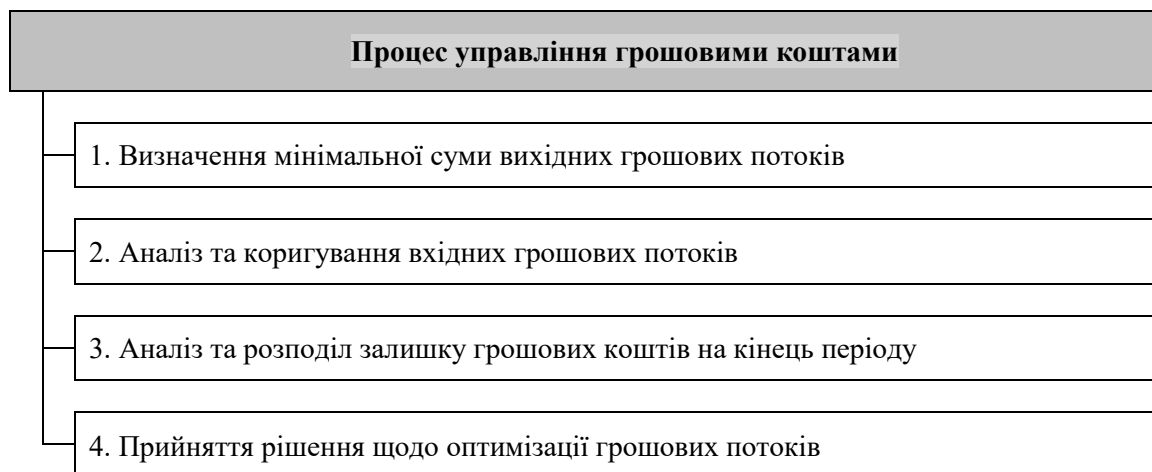 Процес управління грошовими коштами
1. Визначення мінімальної суми вихідних грошових потоків
2. Аналіз та коригування вхідних грошових потоків
3. Аналіз та розподіл залишку грошових коштів на кінець періоду
4. Прийняття рішення щодо оптимізації грошових потоків